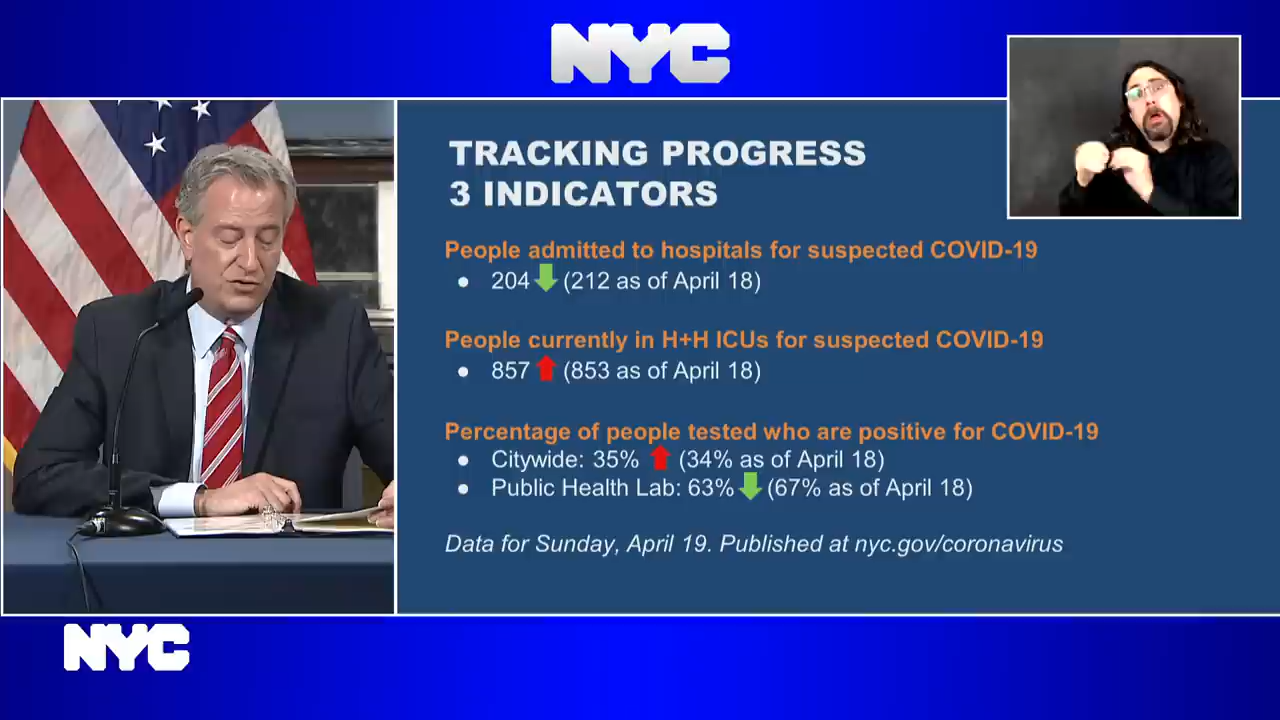 NYC
TRACKING PROGRESS
3 INDICATORS
People admitted to hospitals for suspected COVID-19
● 204 (212 as of April 18)
People currently in H+H ICUs for suspected COVID-19
● 857 (853 as of April 18)
Percentage of people tested who are positive for COVID-19
● Citywide: 35% (34% as of April 18)
● Public Health Lab: 63% (67% as of April 18)
Data for Sunday, April 19. Published at nyc.gov/coronavirus
NYC